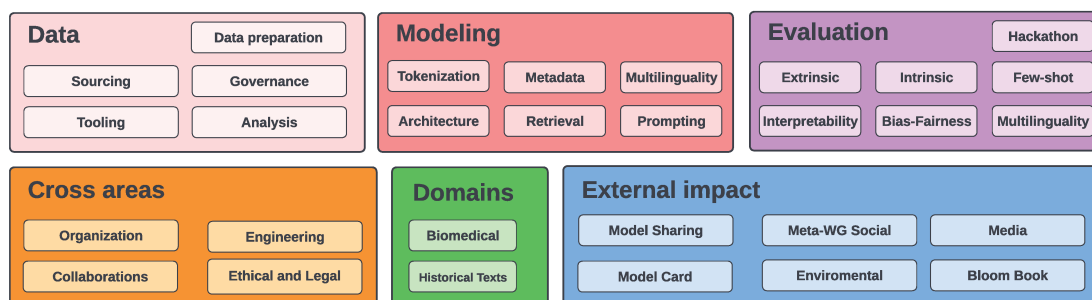 Data
Data preparation
Sourcing
Governance
Tooling
Analysis
Modeling
Tokenization
Metadata
Multilinguality
Architecture
Retrieval
Prompting
Evaluation
Hackathon
Extrinsic
Intrinsic
Few-shot
Interpretability
Bias-Fairness
Multilinguality
Cross areas
Organization
Engineering
Collaborations
Ethical and Legal
Domains
Biomedical
Historical Texts
External impact
Model Sharing
Meta-WG Social
Media
Model Card
Enviromental
Bloom Book